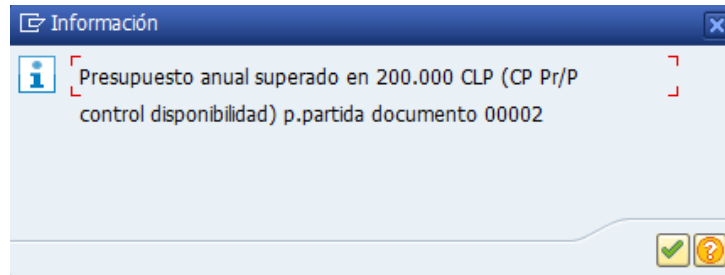 Información
Presupuesto anual superado en 200.000 CLP (CP Pr/P
control disponibilidad) p.partida documento 00002